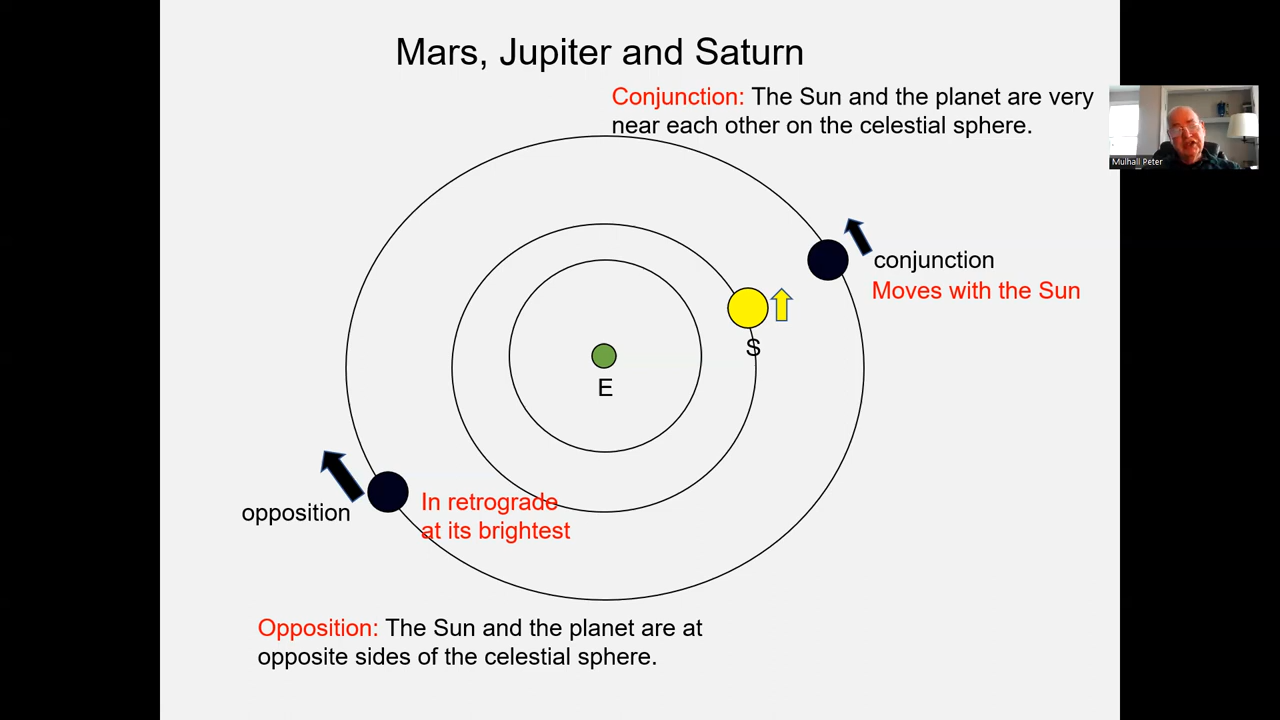 Mars, Jupiter and Saturn
Conjunction: The Sun and the planet are very
near each other on the celestial sphere.
Mulhall Peter
conjunction
Moves with the Sun
S
E
In retrograde
at its brightest
opposition
Opposition: The Sun and the planet are at
opposite sides of the celestial sphere.